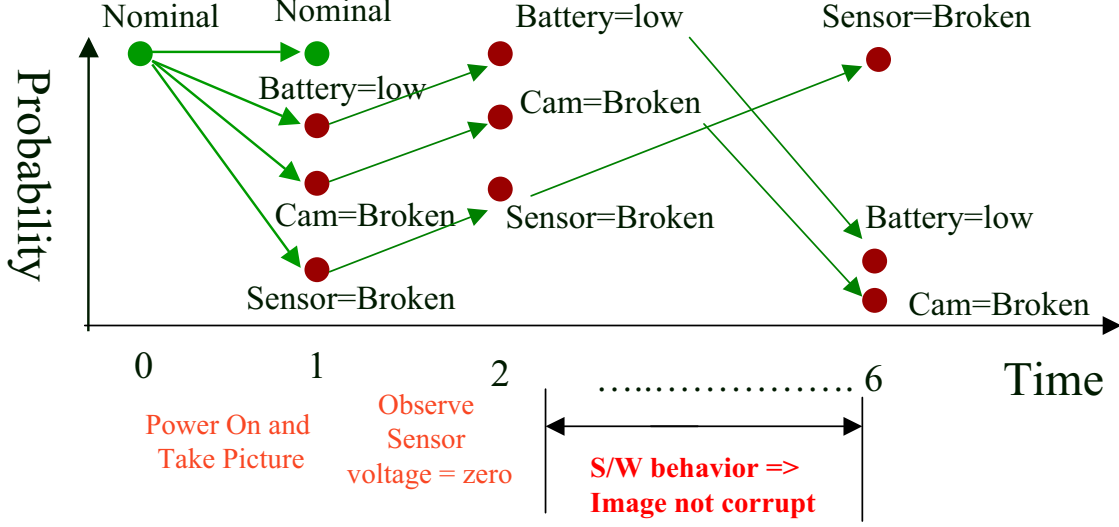 Nominal
Nominal
Battery=low
Sensor=Broken
Battery=low
Cam=Broken
Cam=Broken
Sensor=Broken
Battery=low
Sensor=Broken
Cam=Broken
Probability
0
1
2
…...……………… 6
Time
Power On and
Take Picture
Observe
Sensor
voltage = zero
S/W behavior =>
Image not corrupt